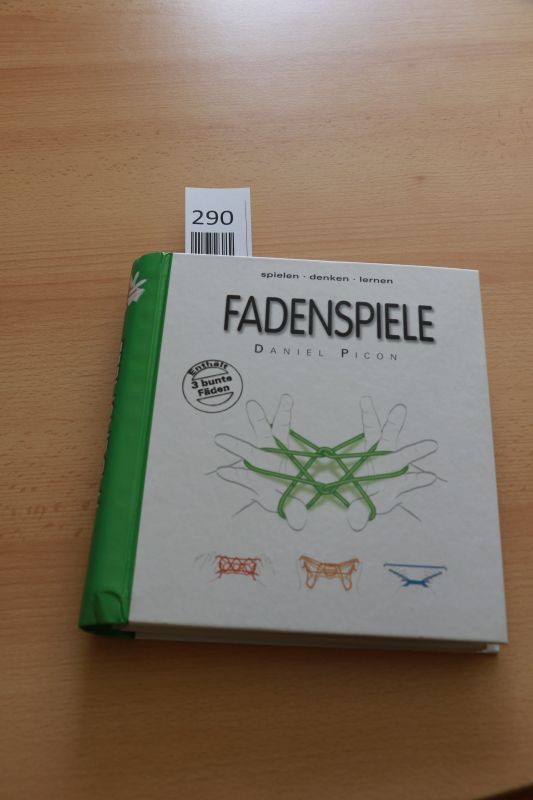 290
spielen · denken · lernen
FADENSPIELE
DANIEL PICON
Enthält
3 bunte
Fäden